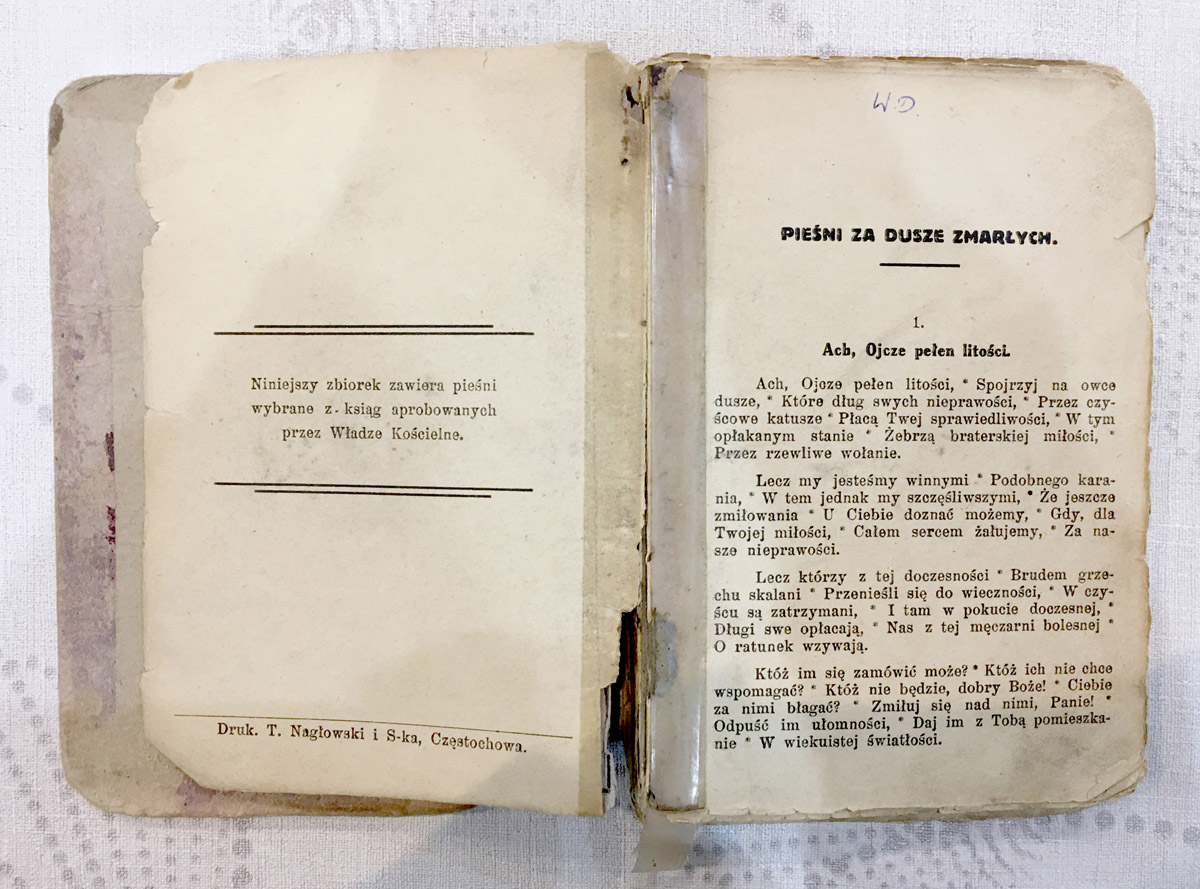 Niniejszy zbiorek zawiera pieśni
wybrane z ksiąg aprobowanych
przez Władze Kościelne.
Druk. T. Nagłowski i S-ka, Częstochowa.
W.D.
PIEŚNI ZA DUSZE ZMARŁYCH.
1.
Ach, Ojcze pełen litości.
Ach, Ojcze pełen litości, * Spojrzyj na owce
dusze, * Które dług swych nieprawości, * Przez czy-
ścowe katusze * Płacą Twej sprawiedliwości, * W tym
opłakanym stanie * Żebrzą braterskiej miłości, *
Przez rzewliwe wołanie.
Lecz my jesteśmy winnymi * Podobnego kara-
nia, * W tem jednak my szczęśliwszymi, * Że jeszcze
zmiłowania * U Ciebie doznać możemy, * Gdy, dla
Twojej miłości, * Całem sercem żałujemy, * Za na-
sze nieprawości.
Lecz którzy z tej doczesności * Brudem grze-
chu skalani * Przenieśli się do wieczności, * W czy-
ścu są zatrzymani, * I tam w pokucie doczesnej, *
Długi swe opłacają, * Nas z tej męczarni bolesnej *
O ratunek wzywają.
Któż im się zamówić może? * Któż ich nie chce
wspomagać? * Któż nie będzie, dobry Boże! * Ciebie
za nimi błagać? * Zmiłuj się nad nimi, Panie! *
Odpuść im ułomności, * Daj im z Tobą pomieszka-
nie * W wiekuistej światłości.